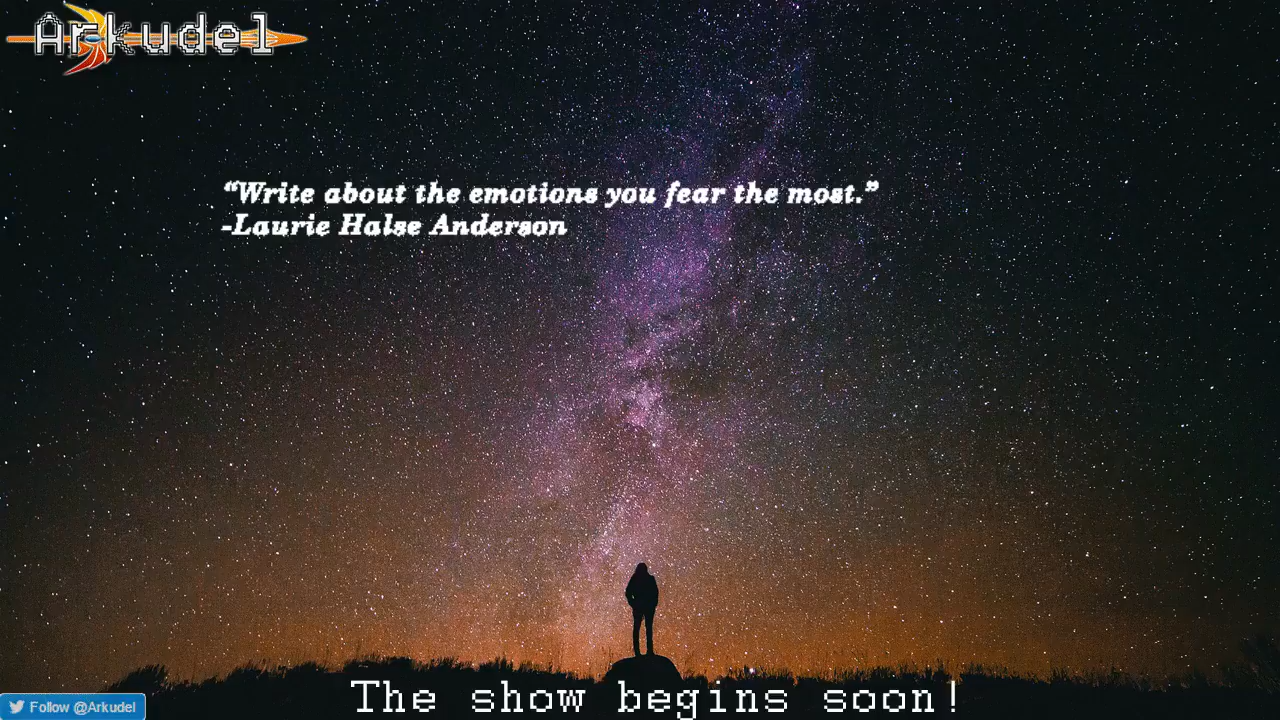 Arkudel
“Write about the emotions you fear the most.”
-Laurie Halse Anderson
The show begins soon!
Follow @Arkudel